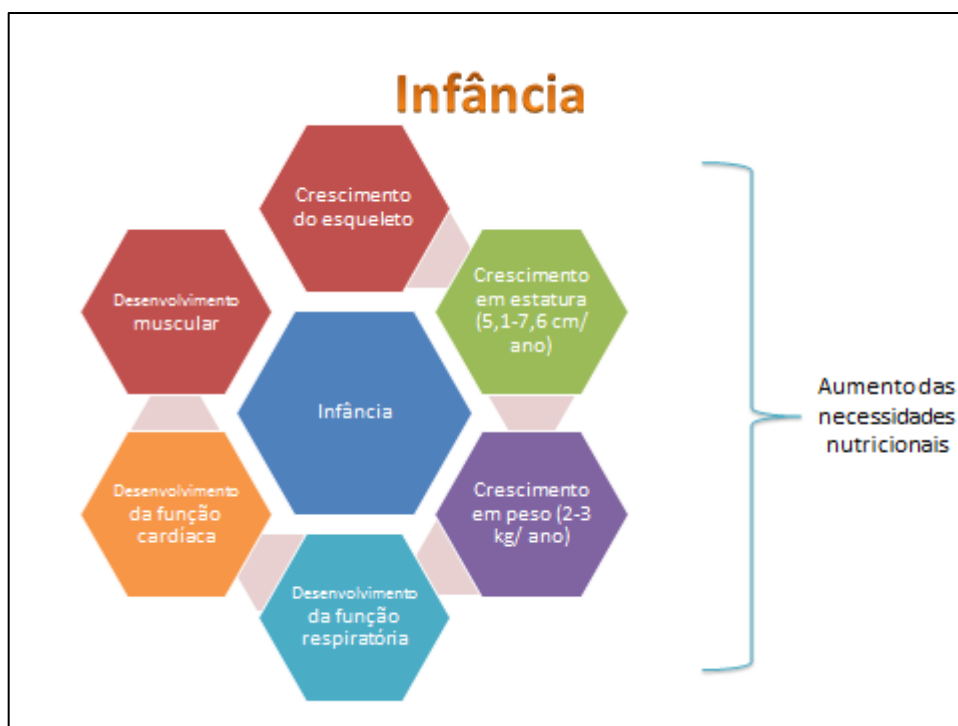 Infância
Crescimento
do esqueleto
Crescimento
em estatura
(5,1-7,6 cm/
ano)
Crescimento
em peso (2-3
kg/ ano)
Desenvolvimento
da função
respiratória
Desenvolvimento
da função
cardíaca
Desenvolvimento
muscular
Infância
Aumento das
necessidades
nutricionais